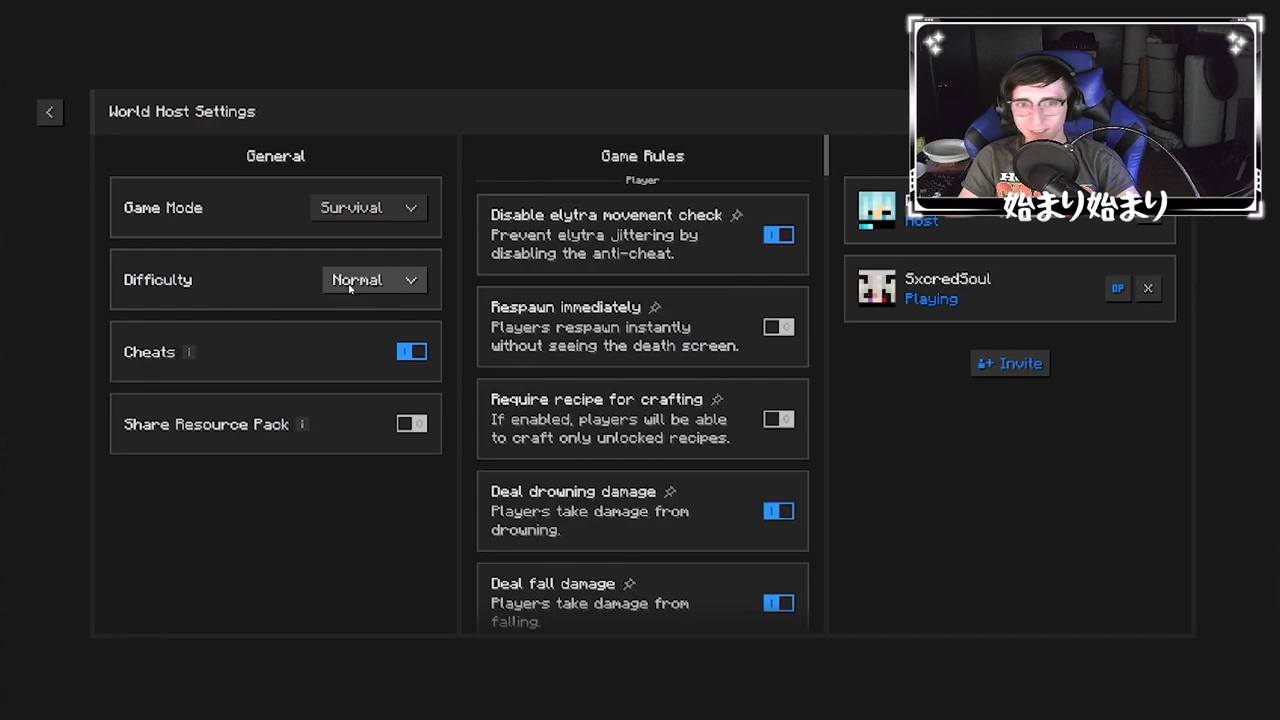 World Host Settings
General
Game Mode
Survival
Difficulty
Normal
Cheats i
Share Resource Pack i
Game Rules
Player
Disable elytra movement check
Prevent elytra jittering by
disabling the anti-cheat.
Respawn immediately
Players respawn instantly
without seeing the death screen.
Require recipe for crafting
If enabled, players will be able
to craft only unlocked recipes.
Deal drowning damage
Players take damage from
drowning.
Deal fall damage
Players take damage from
falling.
始まり始まり
host
SxcredSoul
Playing
OP
Invite